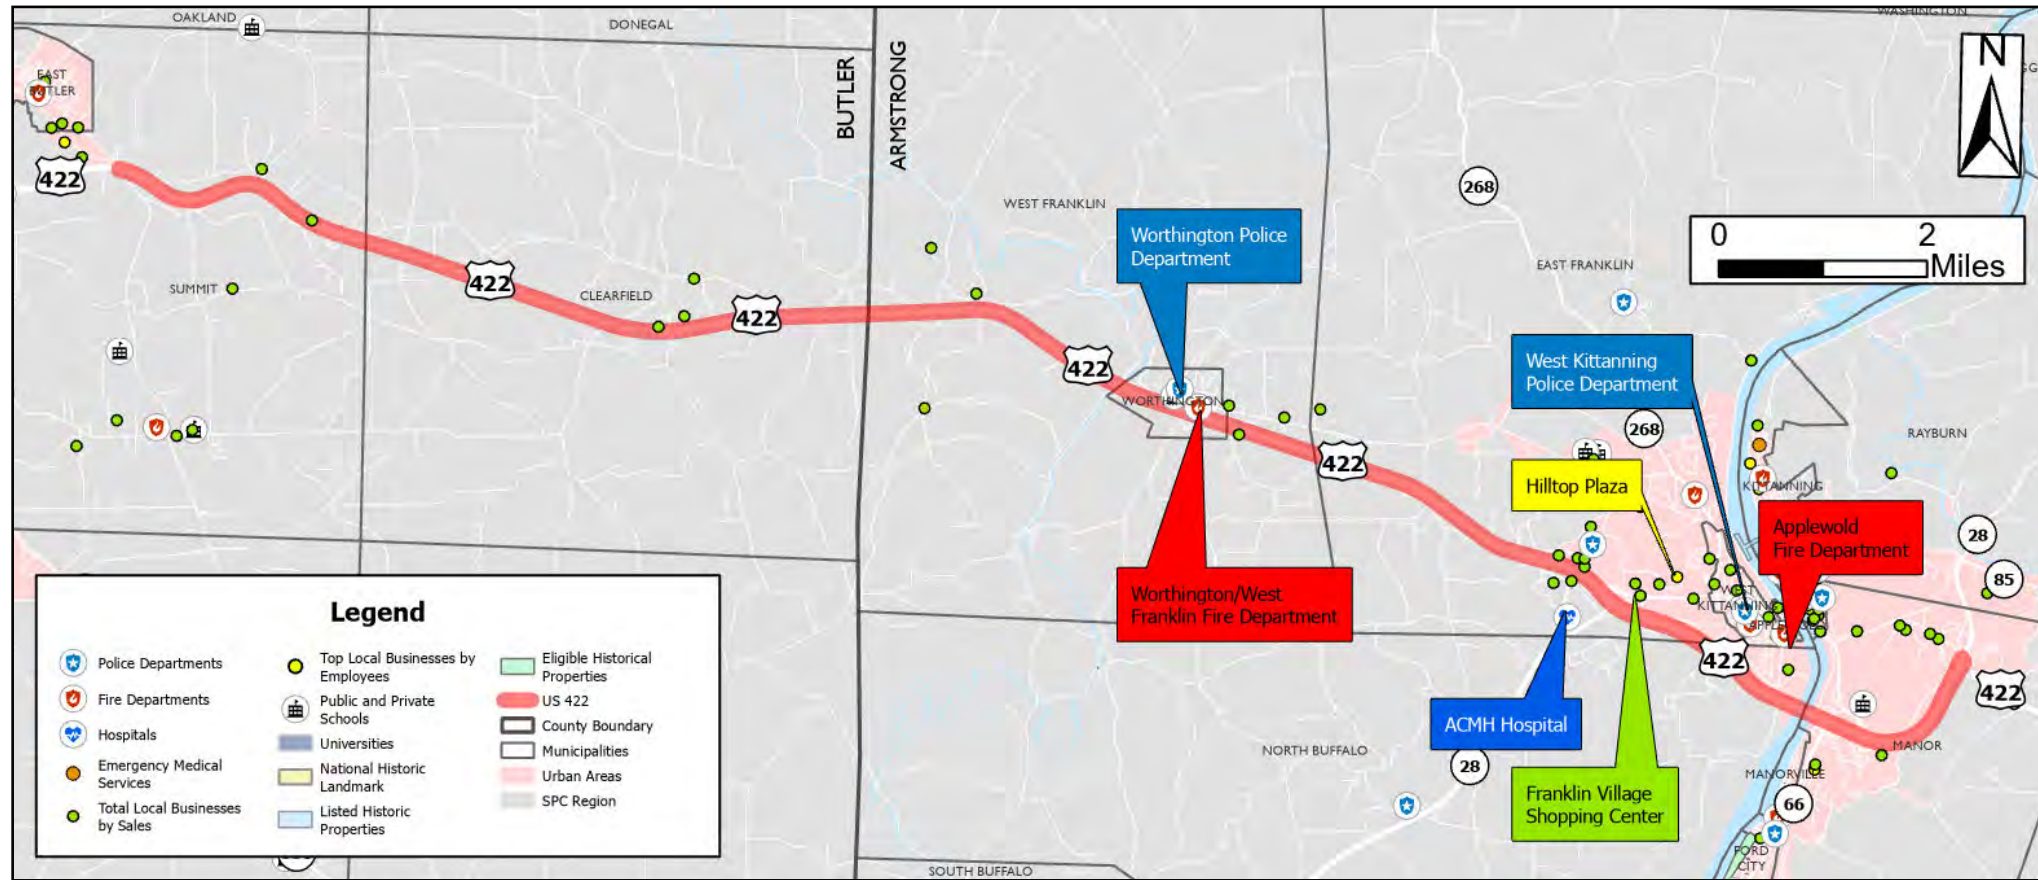 OAKLAND
DONEGAL
WASHINGTON
N
EAST
BUTLER
BUTLER
ARMSTRONG
422
268
WEST FRANKLIN
Worthington Police
Department
0 2
Miles
EAST FRANKLIN
SUMMIT
422
CLEARFIELD
422
West Kittanning
Police Department
422
WORTHINGTON
268
RAYBURN
422
Hilltop Plaza
KITTANNING
Applewold
Fire Department
28
85
Worthington/West
Franklin Fire Department
WEST
KITTANNING
422
422
ACMH Hospital
NORTH BUFFALO
28
MANOR
MANORVILLE
Franklin Village
Shopping Center
66
FORD
CITY
SOUTH BUFFALO
Legend
Police Departments
Fire Departments
Hospitals
Emergency Medical
Services
Total Local Businesses
by Sales
Top Local Businesses by
Employees
Public and Private
Schools
Universities
National Historic
Landmark
Listed Historic
Properties
Eligible Historical
Properties
US 422
County Boundary
Municipalities
Urban Areas
SPC Region